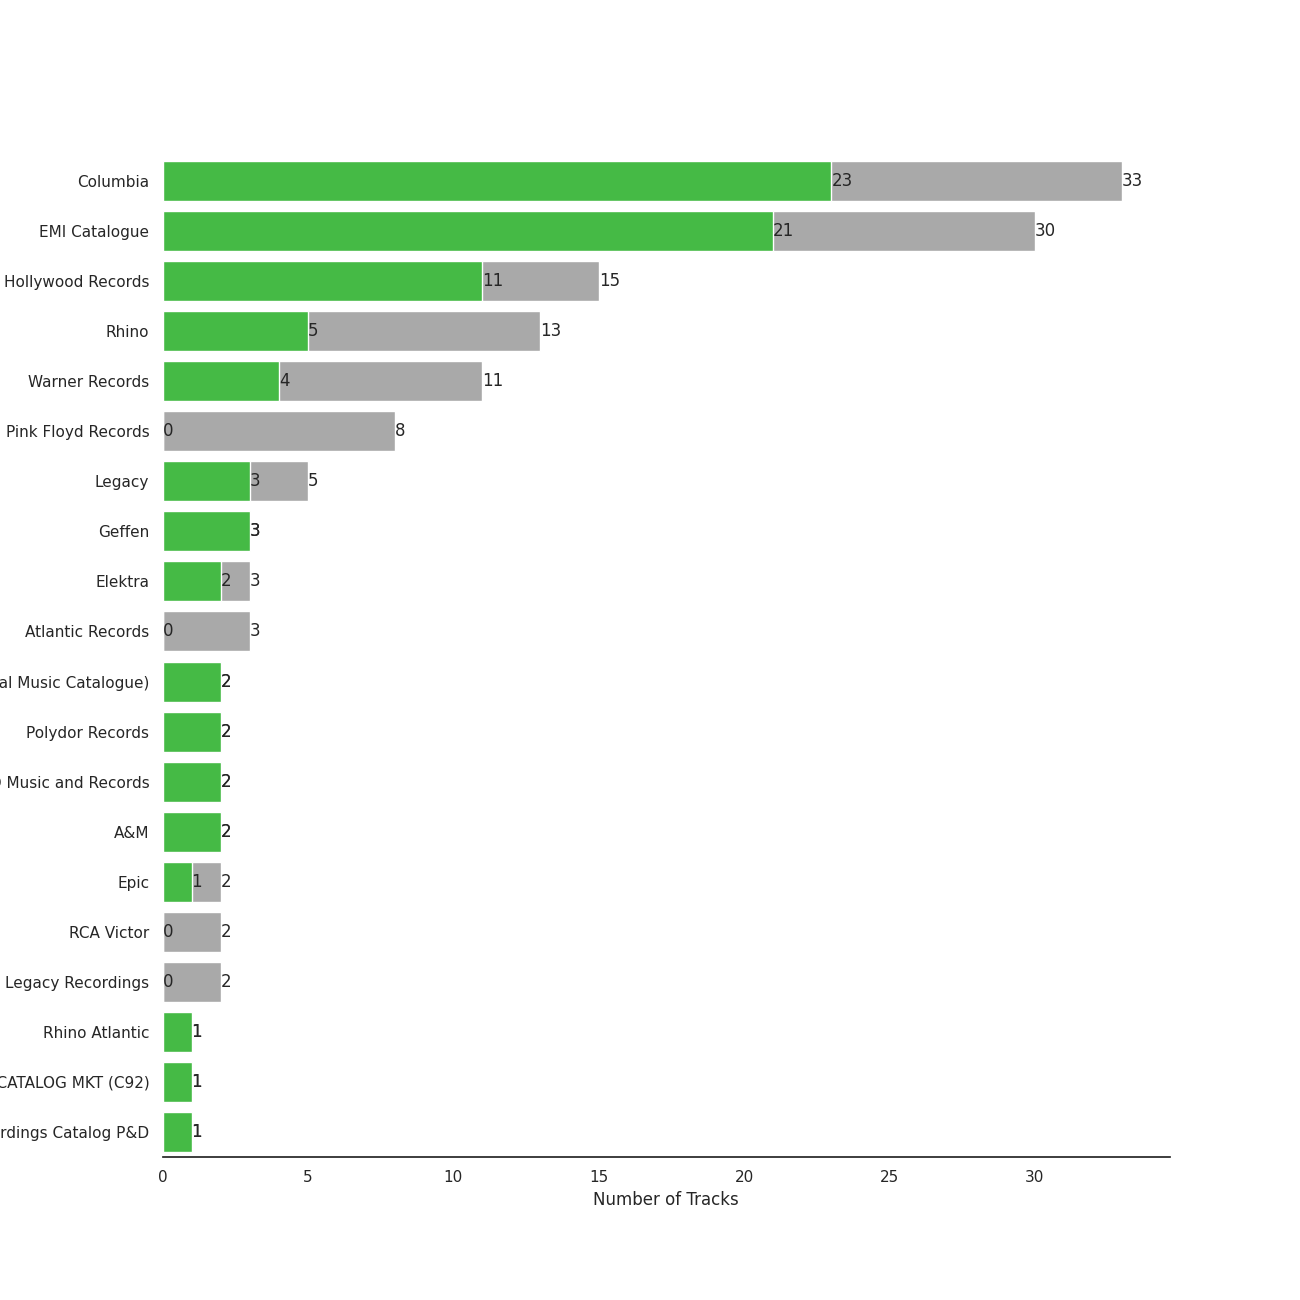 Columbia 23 33
EMI Catalogue 21 30
Hollywood Records 11 15
Rhino 5 13
Warner Records 4 11
Pink Floyd Records 0 8
Legacy 3 5
Geffen 3
Elektra 2 3
Atlantic Records 0 3
al Music Catalogue) 2
Polydor Records 2
Music and Records 2
A&M 2
Epic 1 2
RCA Victor 0 2
Legacy Recordings 0 2
Rhino Atlantic 1
CATALOG MKT (C92) 1
rdings Catalog P&D 1
0 5 10 15 20 25 30
Number of Tracks